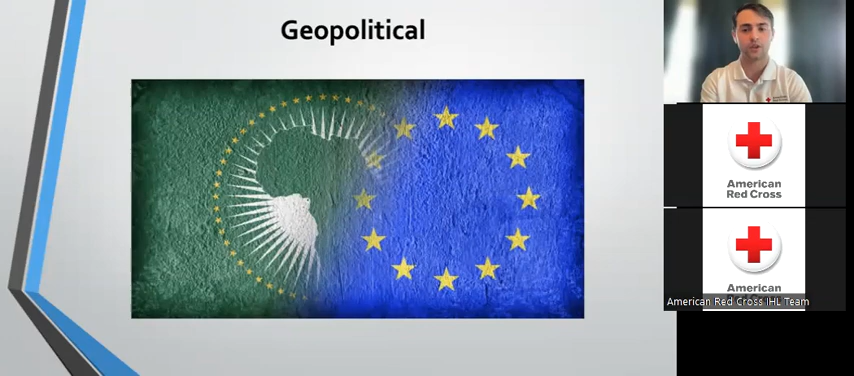 Geopolitical
American
Red Cross
American
American Red Cross IHL Team